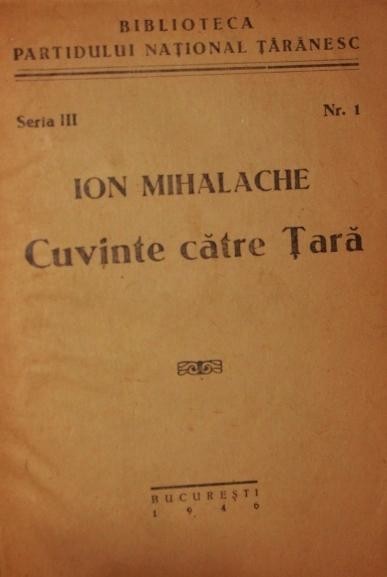 BIBLIOTECA
PARTIDULUI NAȚIONAL ȚĂRĂNESC
Seria III
Nr. 1
ION MIHALACHE
Cuvinte către Țară
BUCUREȘTI
1946